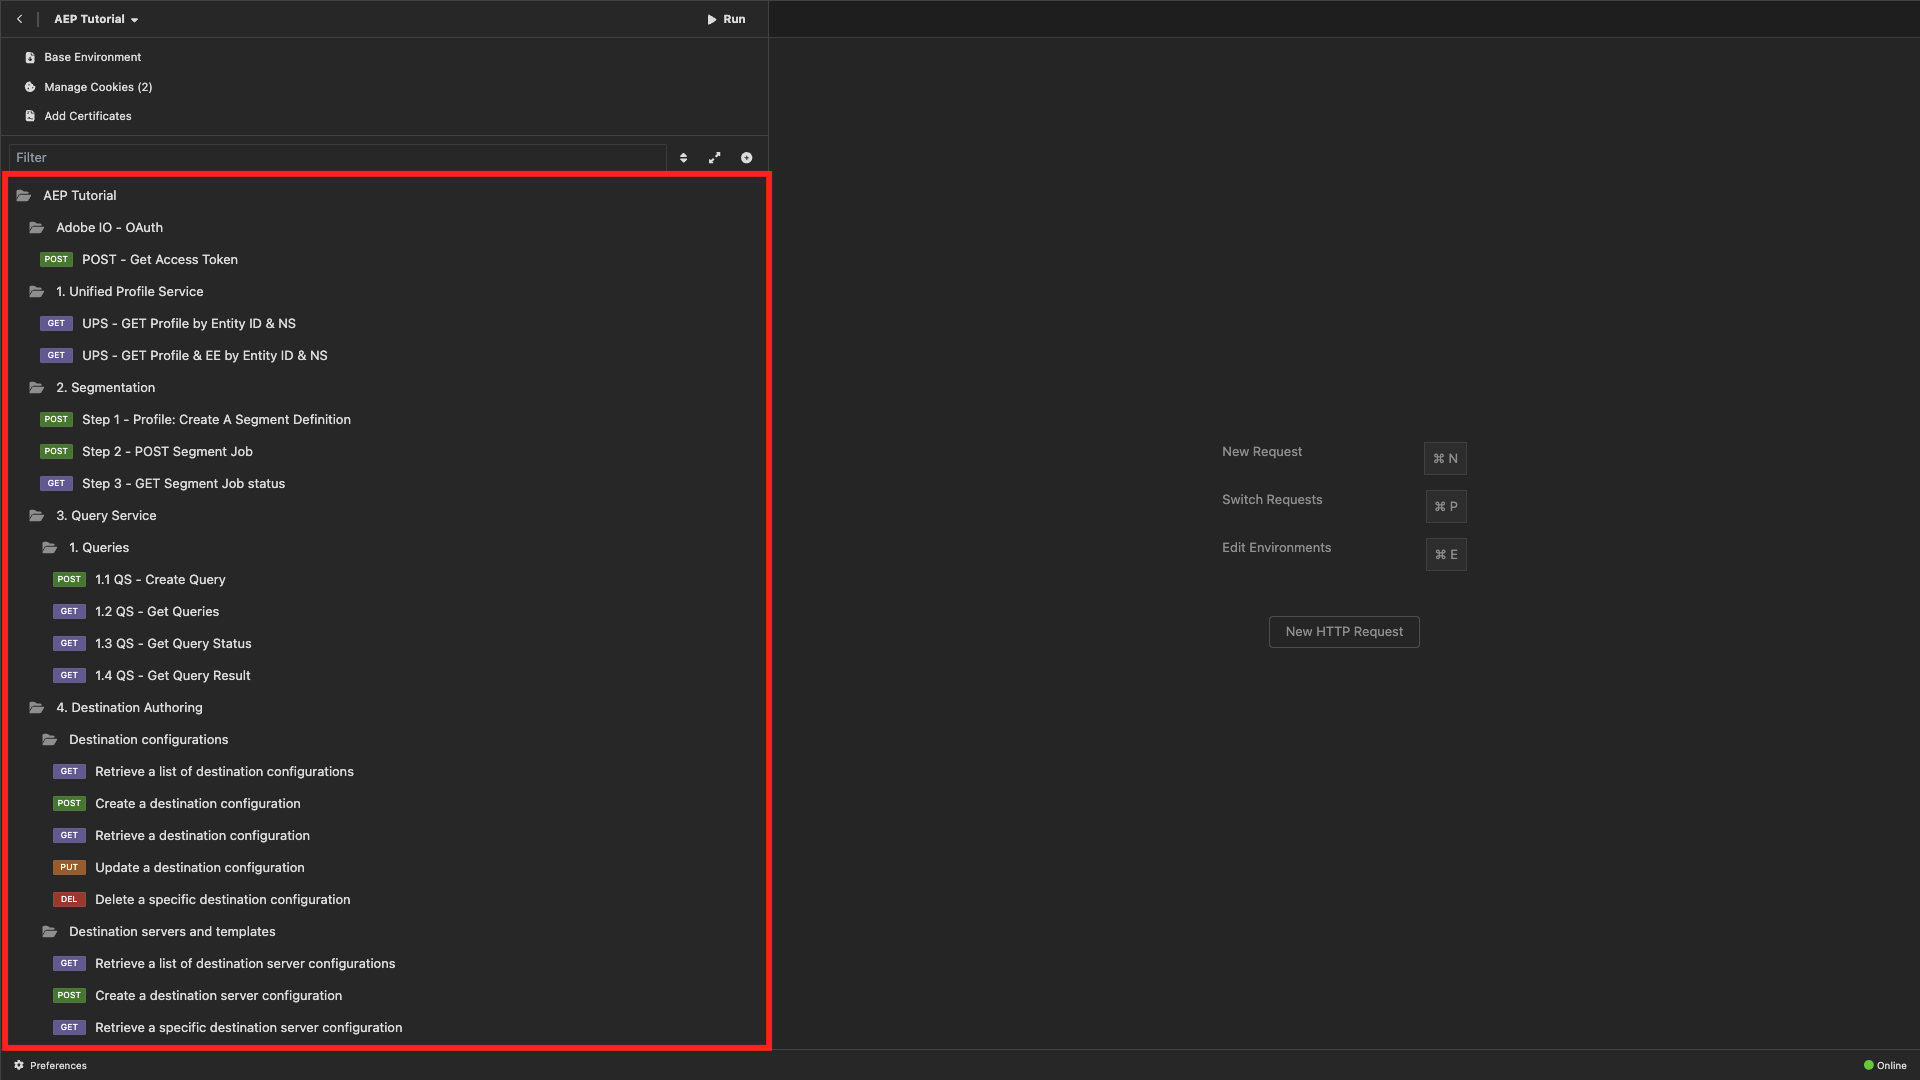 AEP Tutorial
Run
Base Environment
Manage Cookies (2)
Add Certificates
Filter
AEP Tutorial
Adobe IO - OAuth
POST POST - Get Access Token
1. Unified Profile Service
GET UPS - GET Profile by Entity ID & NS
GET UPS - GET Profile & EE by Entity ID & NS
2. Segmentation
POST Step 1 - Profile: Create A Segment Definition
POST Step 2 - POST Segment Job
GET Step 3 - GET Segment Job status
3. Query Service
1. Queries
POST 1.1 QS - Create Query
GET 1.2 QS - Get Queries
GET 1.3 QS - Get Query Status
GET 1.4 QS - Get Query Result
4. Destination Authoring
Destination configurations
GET Retrieve a list of destination configurations
POST Create a destination configuration
GET Retrieve a destination configuration
PUT Update a destination configuration
DEL Delete a specific destination configuration
Destination servers and templates
GET Retrieve a list of destination server configurations
POST Create a destination server configuration
GET Retrieve a specific destination server configuration
New Request ⌘ N
Switch Requests ⌘ P
Edit Environments ⌘ E
New HTTP Request
Preferences
Online